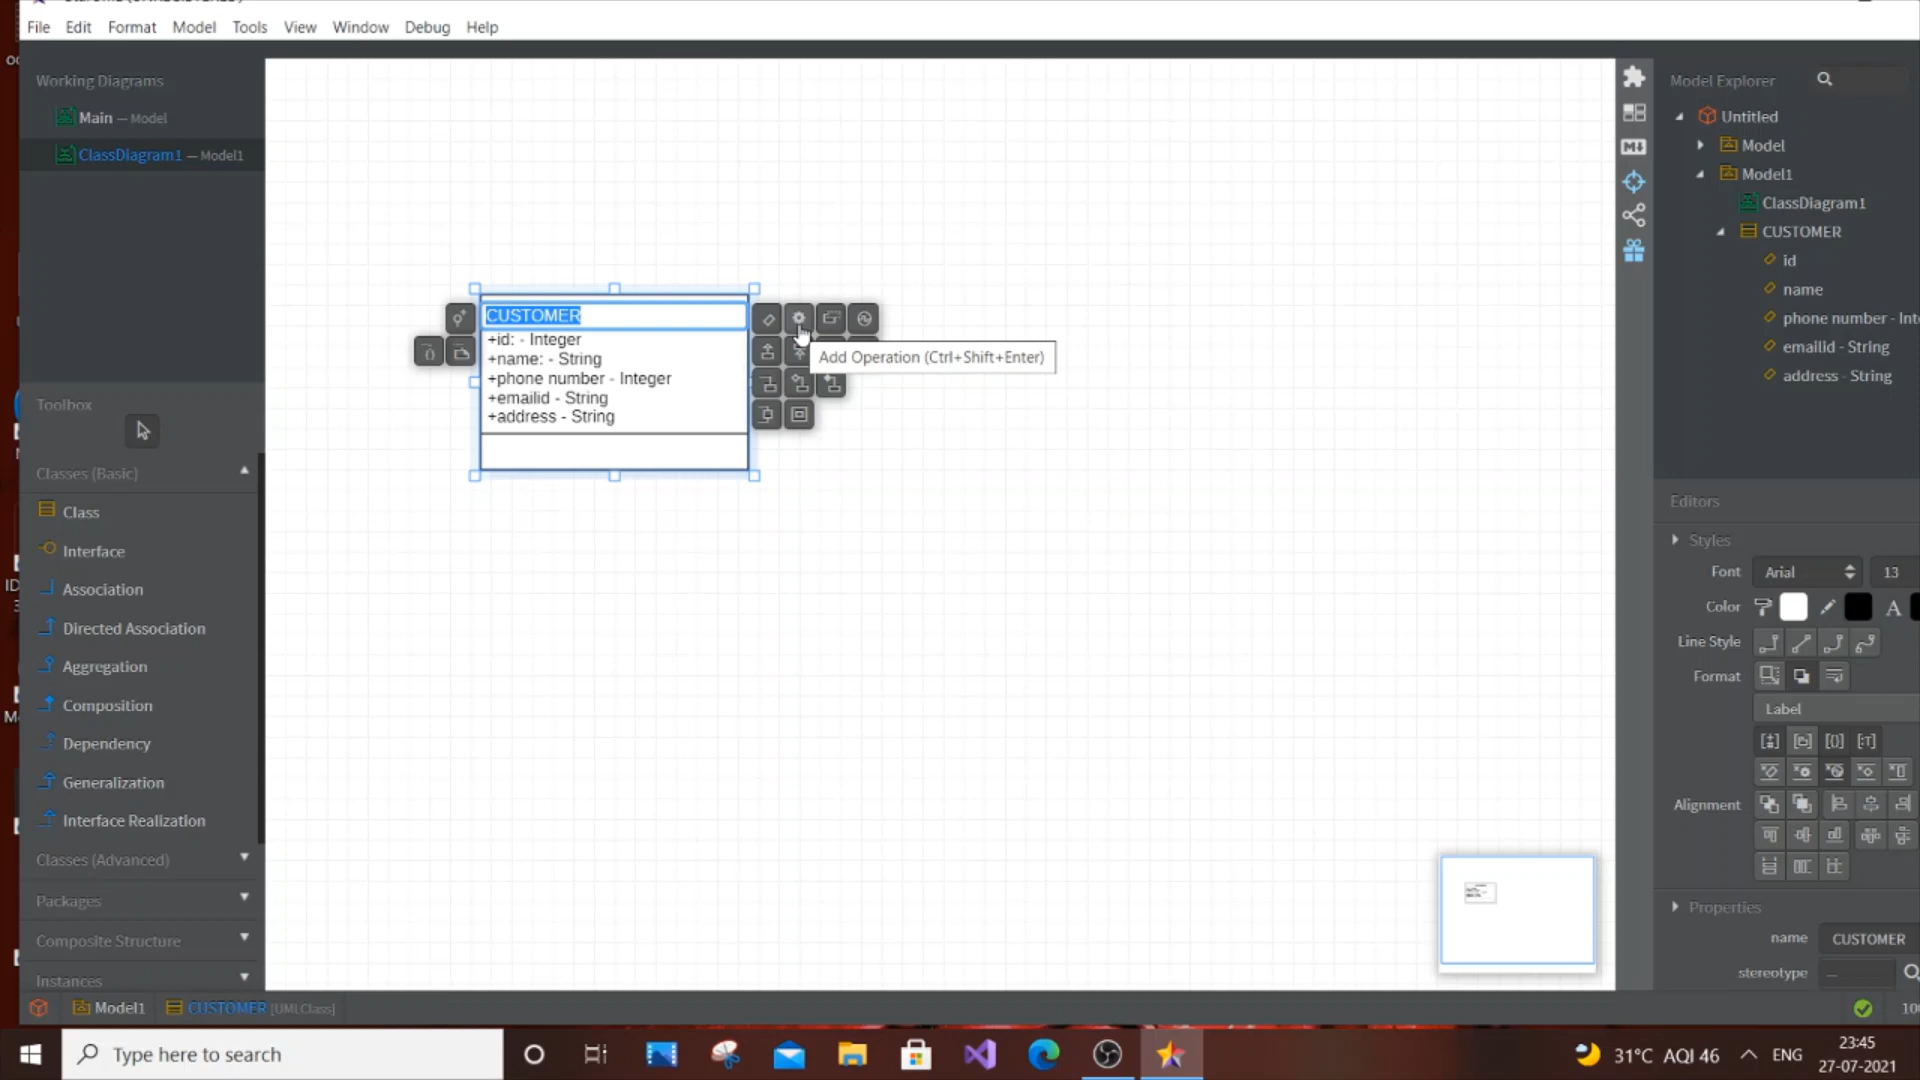 File Edit Format Model Tools View Window Debug Help
Working Diagrams
Main — Model
ClassDiagram1 — Model1
Toolbox
Classes (Basic)
Class
Interface
Association
Directed Association
Aggregation
Composition
Dependency
Generalization
Interface Realization
Classes (Advanced)
Packages
Composite Structure
Instances
CUSTOMER
+id: - Integer
+name: - String
+phone number - Integer
+emailid - String
+address - String
Add Operation (Ctrl+Shift+Enter)
Model Explorer
Untitled
Model
Model1
ClassDiagram1
CUSTOMER
id
name
phone number - Int
emailid - String
address - String
Editors
Styles
Font Arial 13
Color A
Line Style
Format
Label
Alignment
Properties
name CUSTOMER
stereotype —
Model1 CUSTOMER [UMLClass]
Type here to search
31°C AQI 46 ENG
23:45
27-07-2021